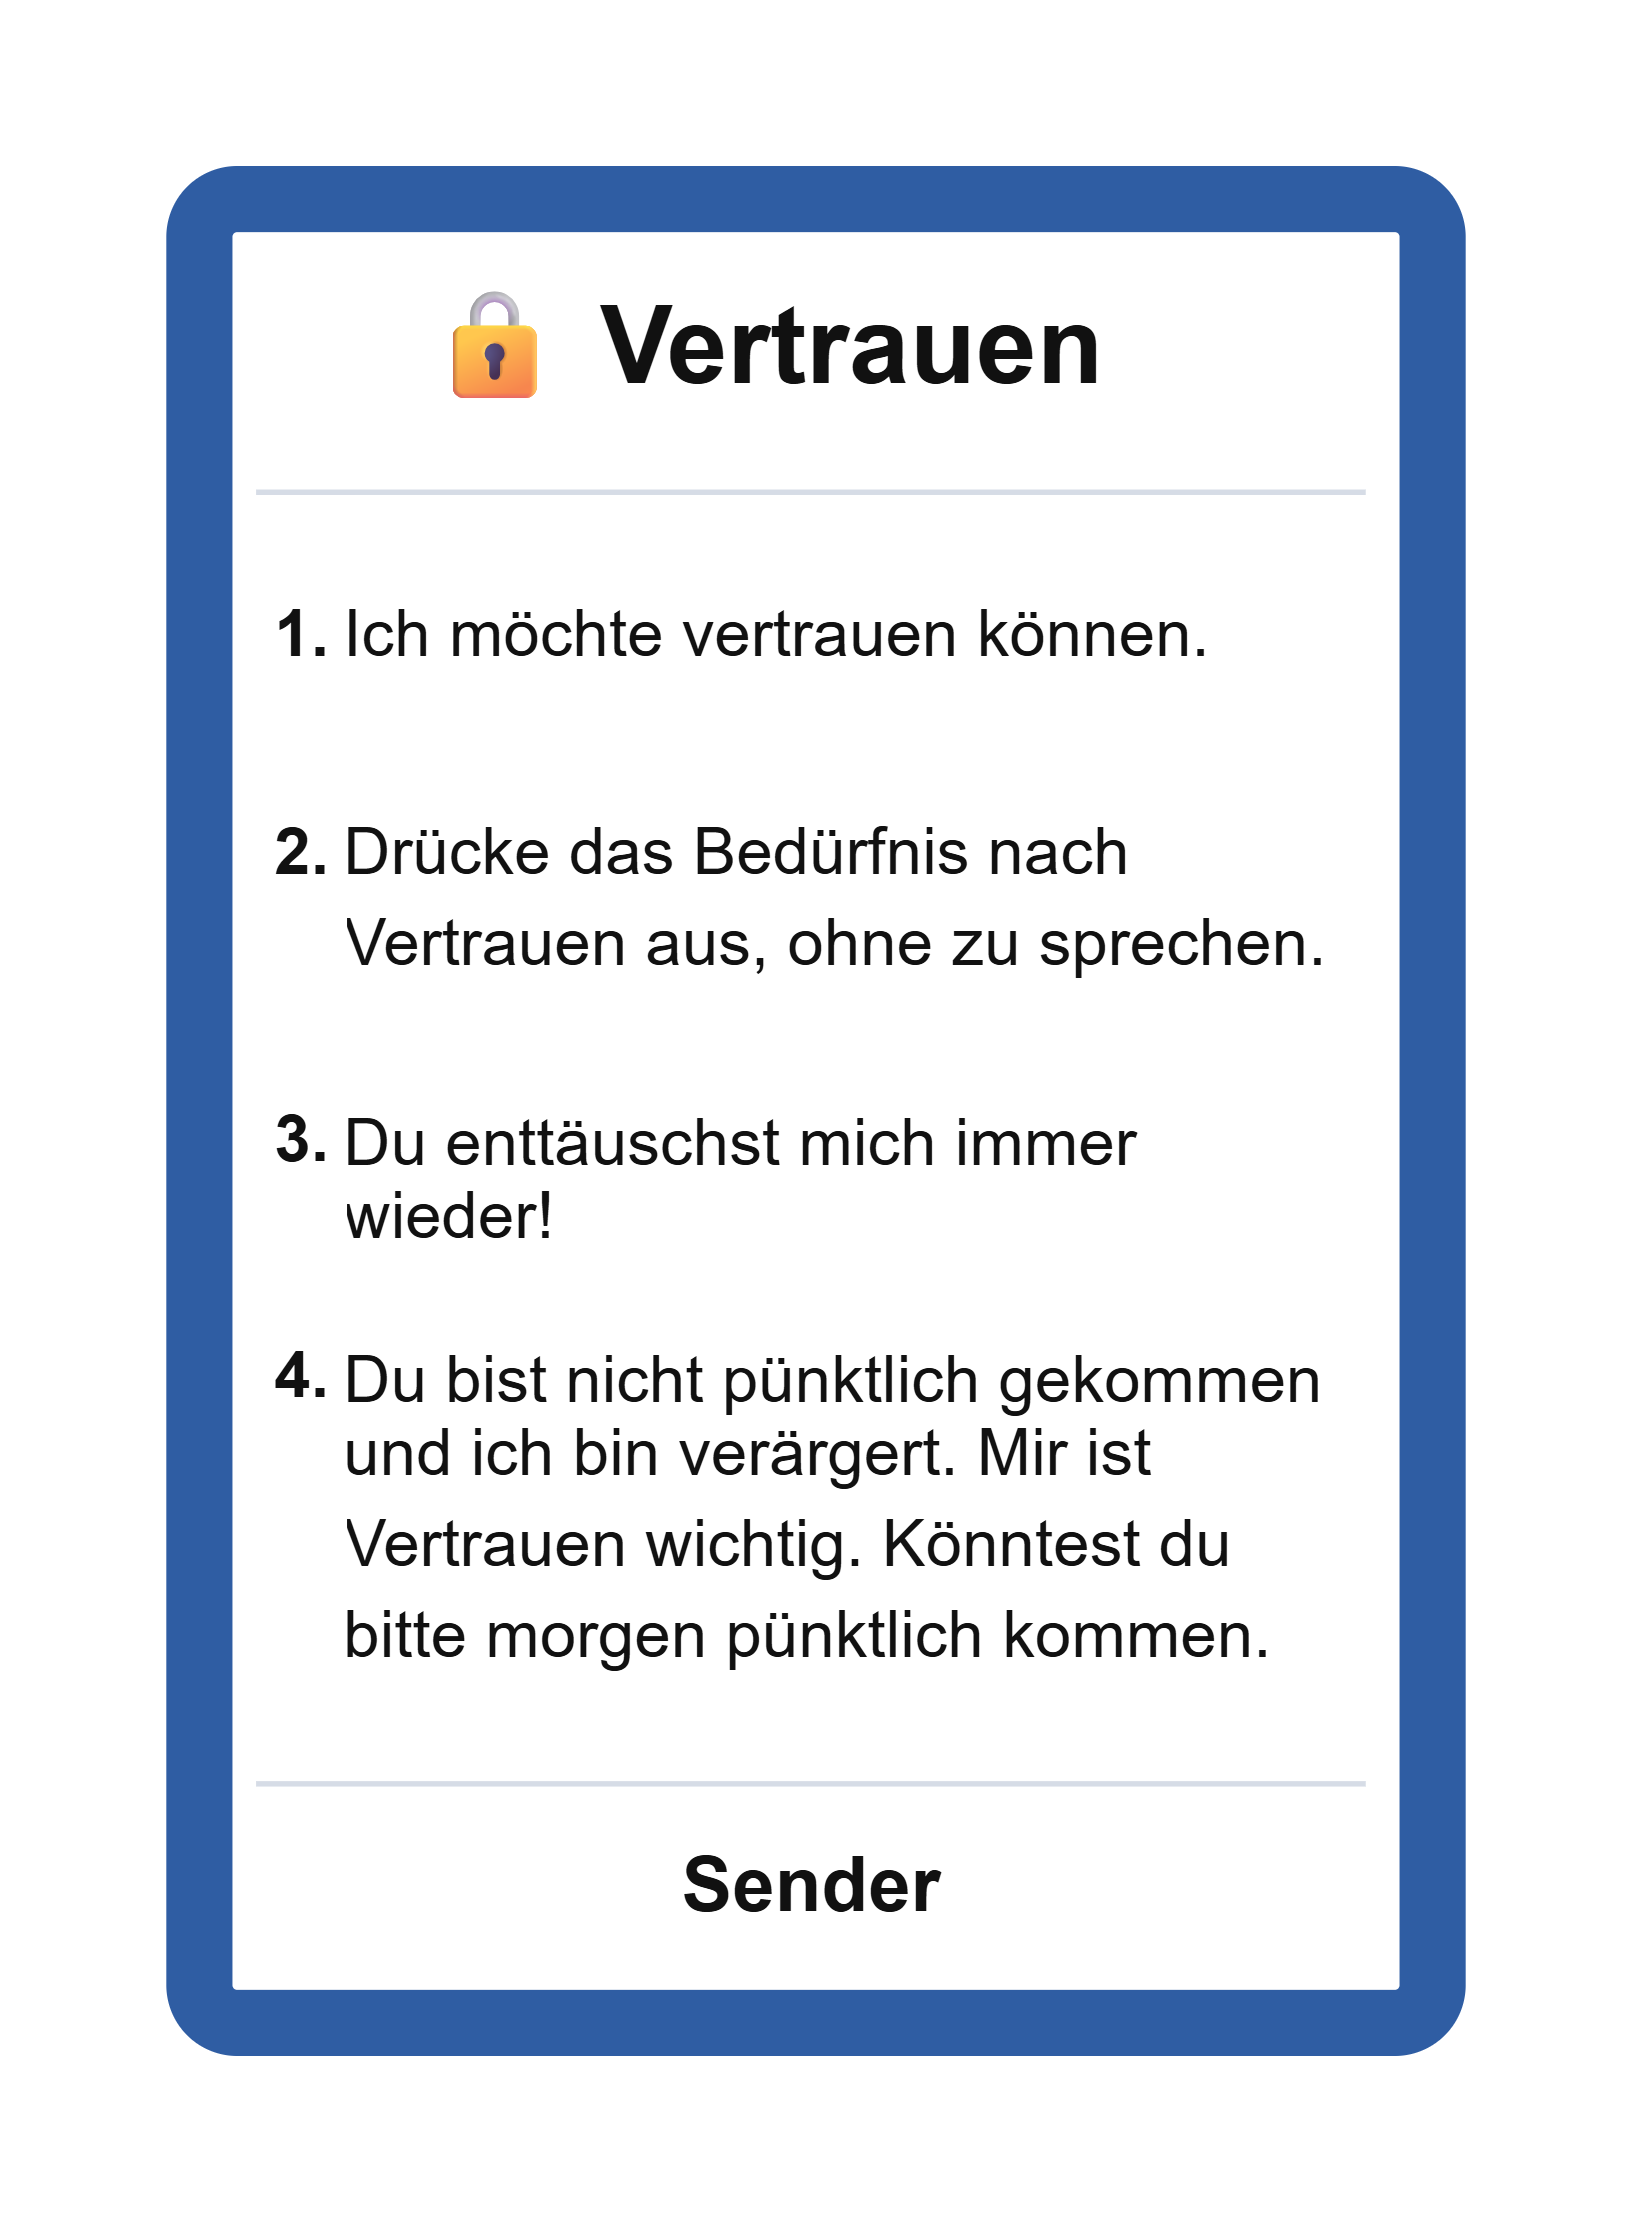 Vertrauen
1. Ich möchte vertrauen können.
2. Drücke das Bedürfnis nach
Vertrauen aus, ohne zu sprechen.
3. Du enttäuschst mich immer
wieder!
4. Du bist nicht pünktlich gekommen
und ich bin verärgert. Mir ist
Vertrauen wichtig. Könntest du
bitte morgen pünktlich kommen.
Sender